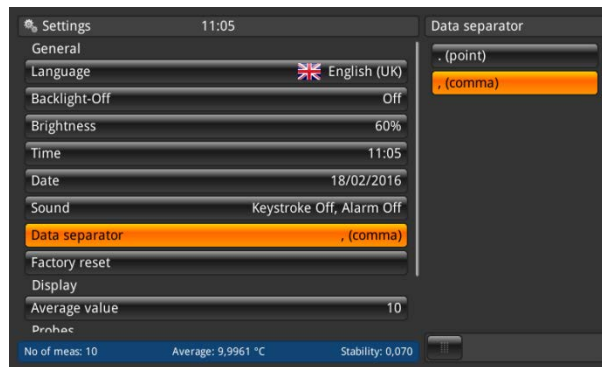 Settings 11:05
General
Language English (UK)
Backlight-Off Off
Brightness 60%
Time 11:05
Date 18/02/2016
Sound Keystroke Off, Alarm Off
Data separator , (comma)
Factory reset
Display
Average value 10
Probes
No of meas: 10 Average: 9,9961 °C Stability: 0,070
Data separator
. (point)
, (comma)